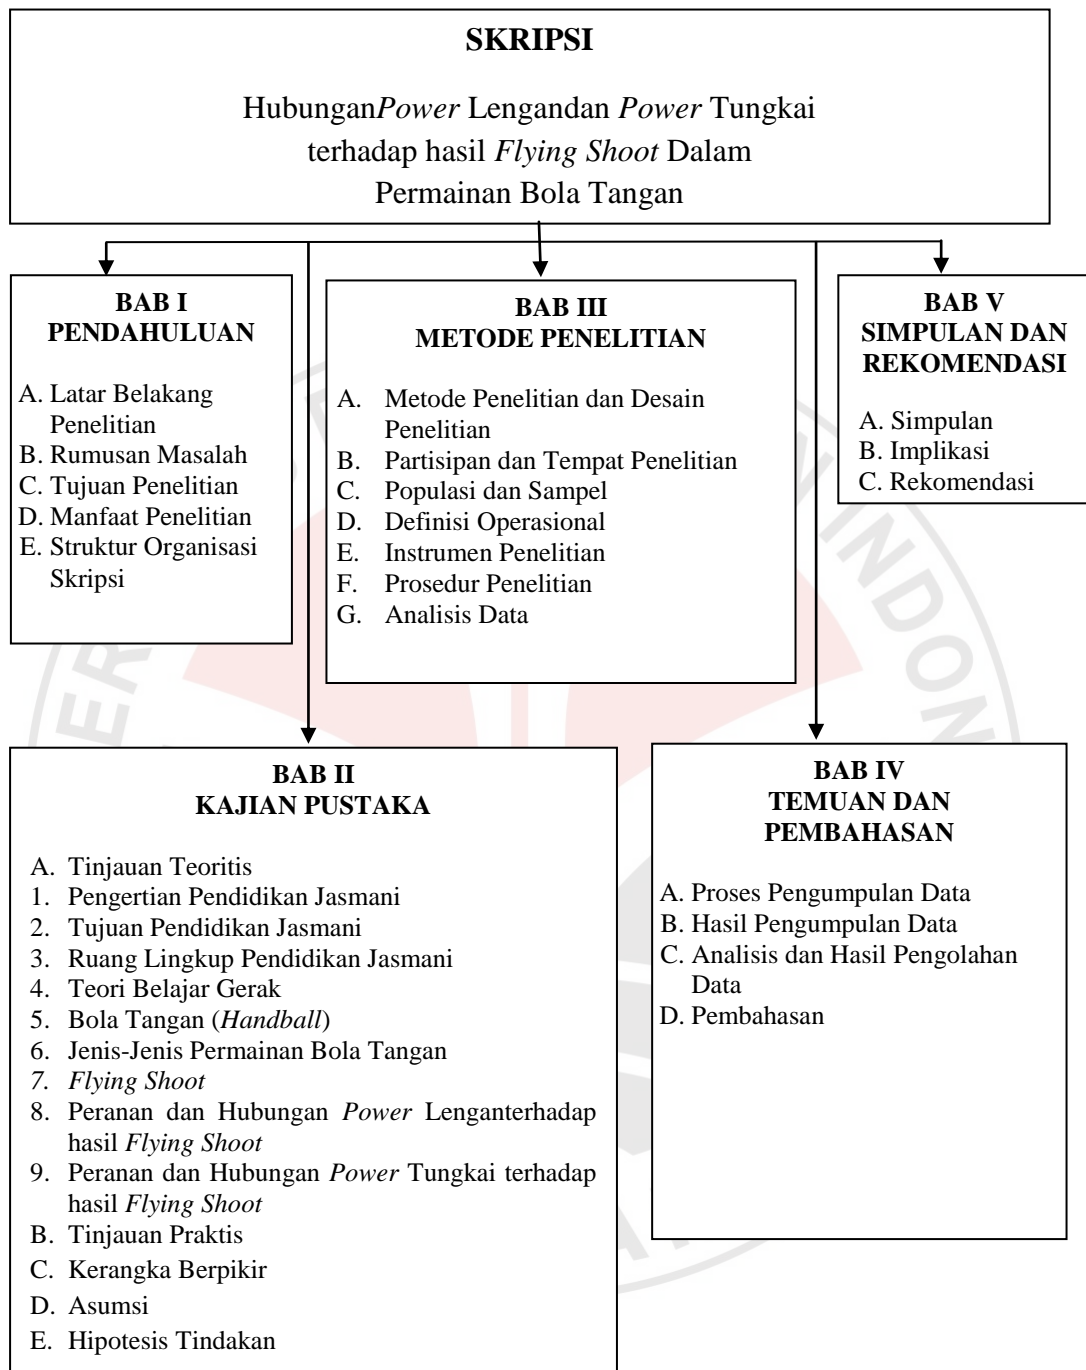 SKRIPSI
HubunganPower Lengandan Power Tungkai
terhadap hasil Flying Shoot Dalam
Permainan Bola Tangan
BAB I
PENDAHULUAN
A. Latar Belakang
Penelitian
B. Rumusan Masalah
C. Tujuan Penelitian
D. Manfaat Penelitian
E. Struktur Organisasi
Skripsi
BAB III
METODE PENELITIAN
A. Metode Penelitian dan Desain
Penelitian
B. Partisipan dan Tempat Penelitian
C. Populasi dan Sampel
D. Definisi Operasional
E. Instrumen Penelitian
F. Prosedur Penelitian
G. Analisis Data
BAB V
SIMPULAN DAN
REKOMENDASI
A. Simpulan
B. Implikasi
C. Rekomendasi
BAB II
KAJIAN PUSTAKA
A. Tinjauan Teoritis
1. Pengertian Pendidikan Jasmani
2. Tujuan Pendidikan Jasmani
3. Ruang Lingkup Pendidikan Jasmani
4. Teori Belajar Gerak
5. Bola Tangan (Handball)
6. Jenis-Jenis Permainan Bola Tangan
7. Flying Shoot
8. Peranan dan Hubungan Power Lenganterhadap
hasil Flying Shoot
9. Peranan dan Hubungan Power Tungkai terhadap
hasil Flying Shoot
B. Tinjauan Praktis
C. Kerangka Berpikir
D. Asumsi
E. Hipotesis Tindakan
BAB IV
TEMUAN DAN
PEMBAHASAN
A. Proses Pengumpulan Data
B. Hasil Pengumpulan Data
C. Analisis dan Hasil Pengolahan
Data
D. Pembahasan